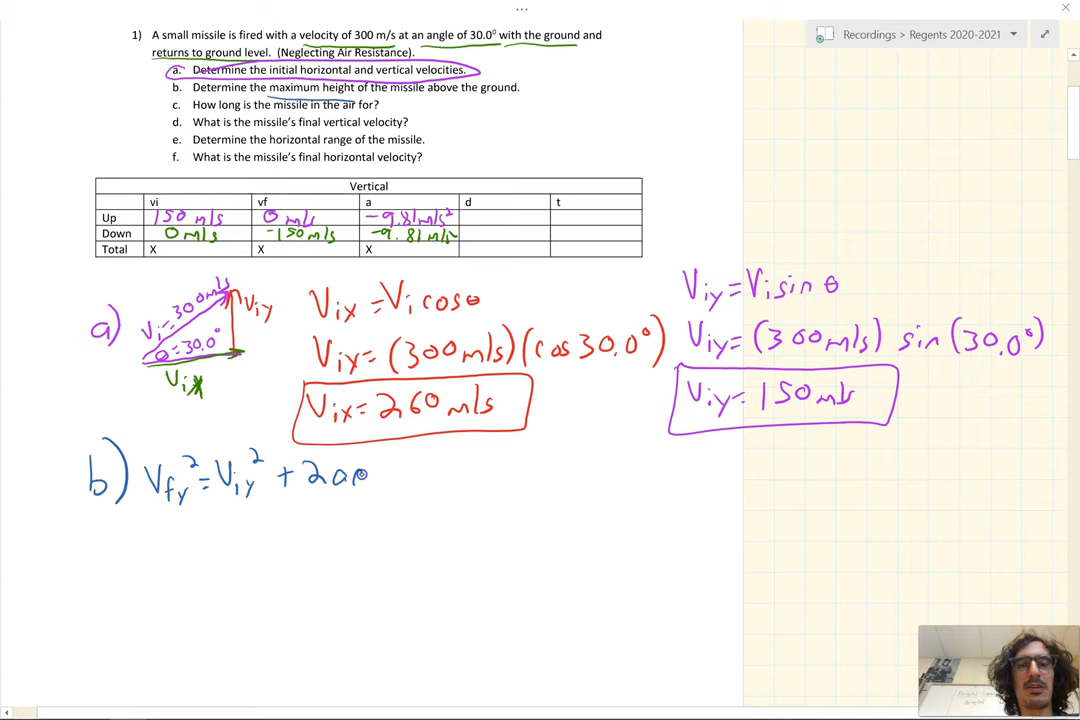 Recordings > Regents 2020-2021
1) A small missile is fired with a velocity of 300 m/s at an angle of 30.0⁰ with the ground and
returns to ground level. (Neglecting Air Resistance).
a. Determine the initial horizontal and vertical velocities.
b. Determine the maximum height of the missile above the ground.
c. How long is the missile in the air for?
d. What is the missile's final vertical velocity?
e. Determine the horizontal range of the missile.
f. What is the missile's final horizontal velocity?
Vertical
vi vf a d t
Up 150 m/s 0 m/s -9.81 m/s²
Down 0 m/s -150 m/s -9.81 m/s²
Total X X X
a) Vi = 300 m/s
θ = 30.0°
Viy
Vix
Vix = Vi cosθ
Vix = (300 m/s)(cos 30.0°)
Vix = 260 m/s
Viy = Vi sin θ
Viy = (300 m/s) sin (30.0°)
Viy = 150 m/s
b) Vfy² = Viy² + 2a